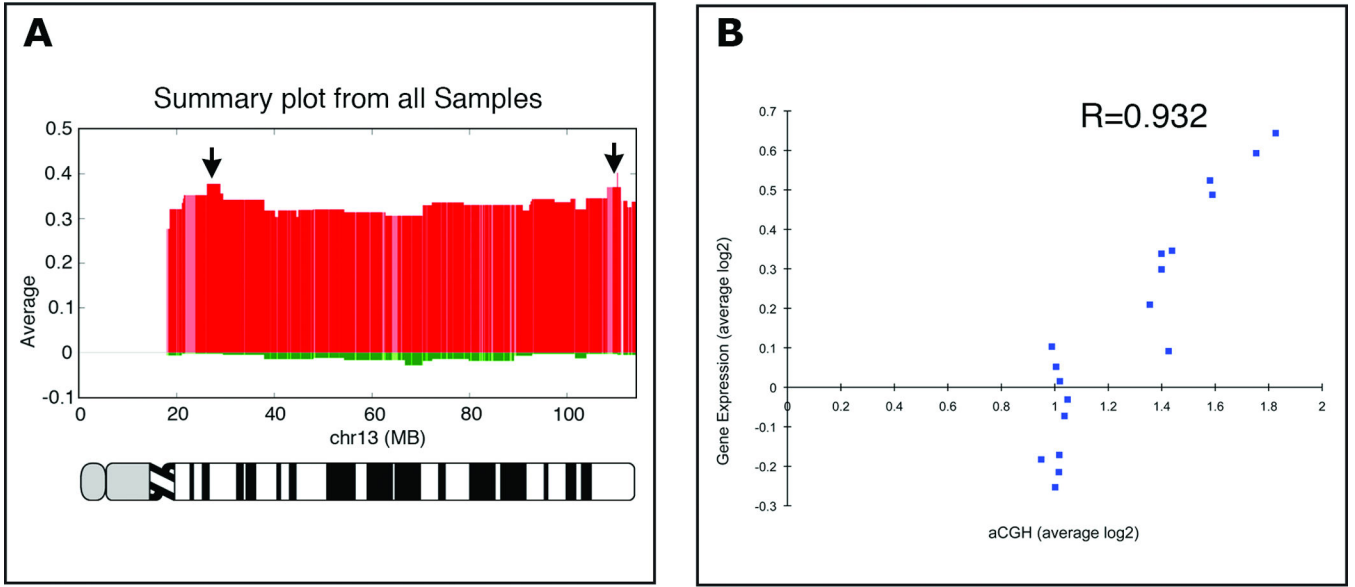 A
Summary plot from all Samples
0.5
0.4
0.3
0.2
0.1
0
-0.1
Average
0 20 40 60 80 100
chr13 (MB)
B
R=0.932
0.7
0.6
0.5
0.4
0.3
0.2
0.1
0
-0.1
-0.2
-0.3
Gene Expression (average log2)
0 0.2 0.4 0.6 0.8 1.0 1.2 1.4 1.6 1.8 2
aCGH (average log2)